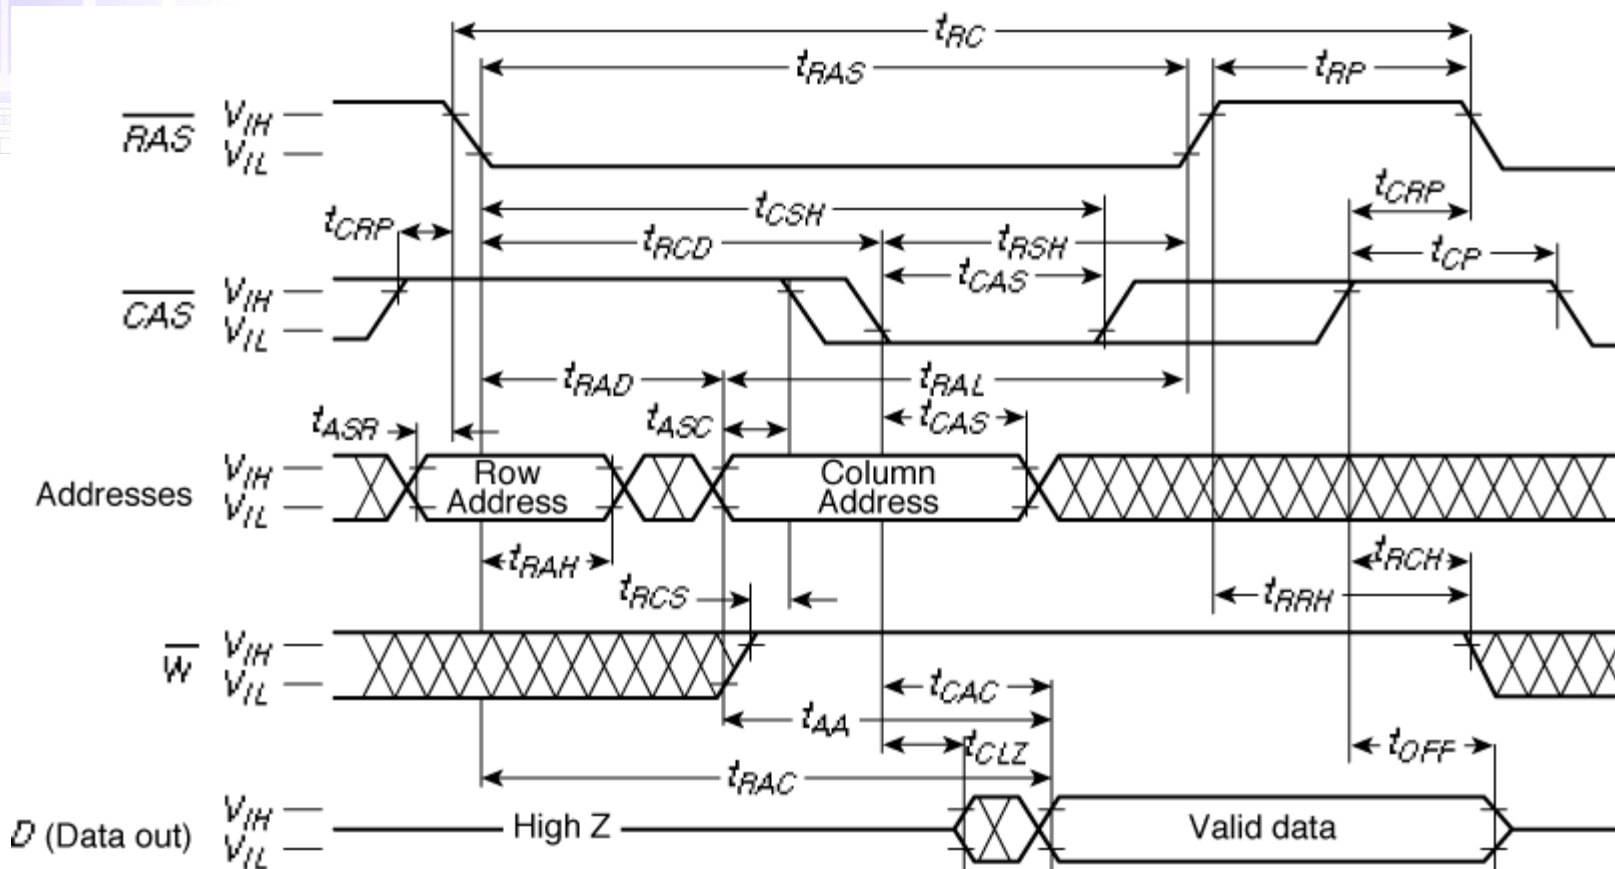 tRC
tRAS tRP
RAS VIH
VIL
tCRP
tCSH
tCRP tRCD tRSH
tCP
tCAS
CAS VIH
VIL
tRAD tRAL
tASR tASC tCAS
Addresses VIH Row Address Column Address
VIL
tRAH tRCH
tRCS tRRH
W VIH
VIL
tCAC
tAA
tCLZ tOFF
tRAC
D (Data out) VIH High Z Valid data
VIL